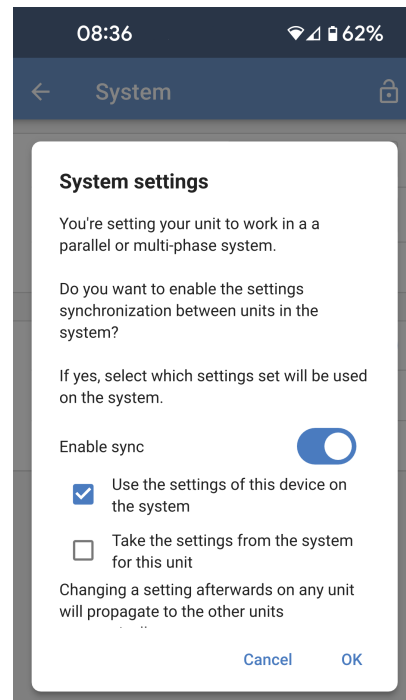 08:36
62%
System
System settings
You're setting your unit to work in a a
parallel or multi-phase system.
Do you want to enable the settings
synchronization between units in the
system?
If yes, select which settings set will be used
on the system.
Enable sync
Use the settings of this device on
the system
Take the settings from the system
for this unit
Changing a setting afterwards on any unit
will propagate to the other units
Cancel
OK